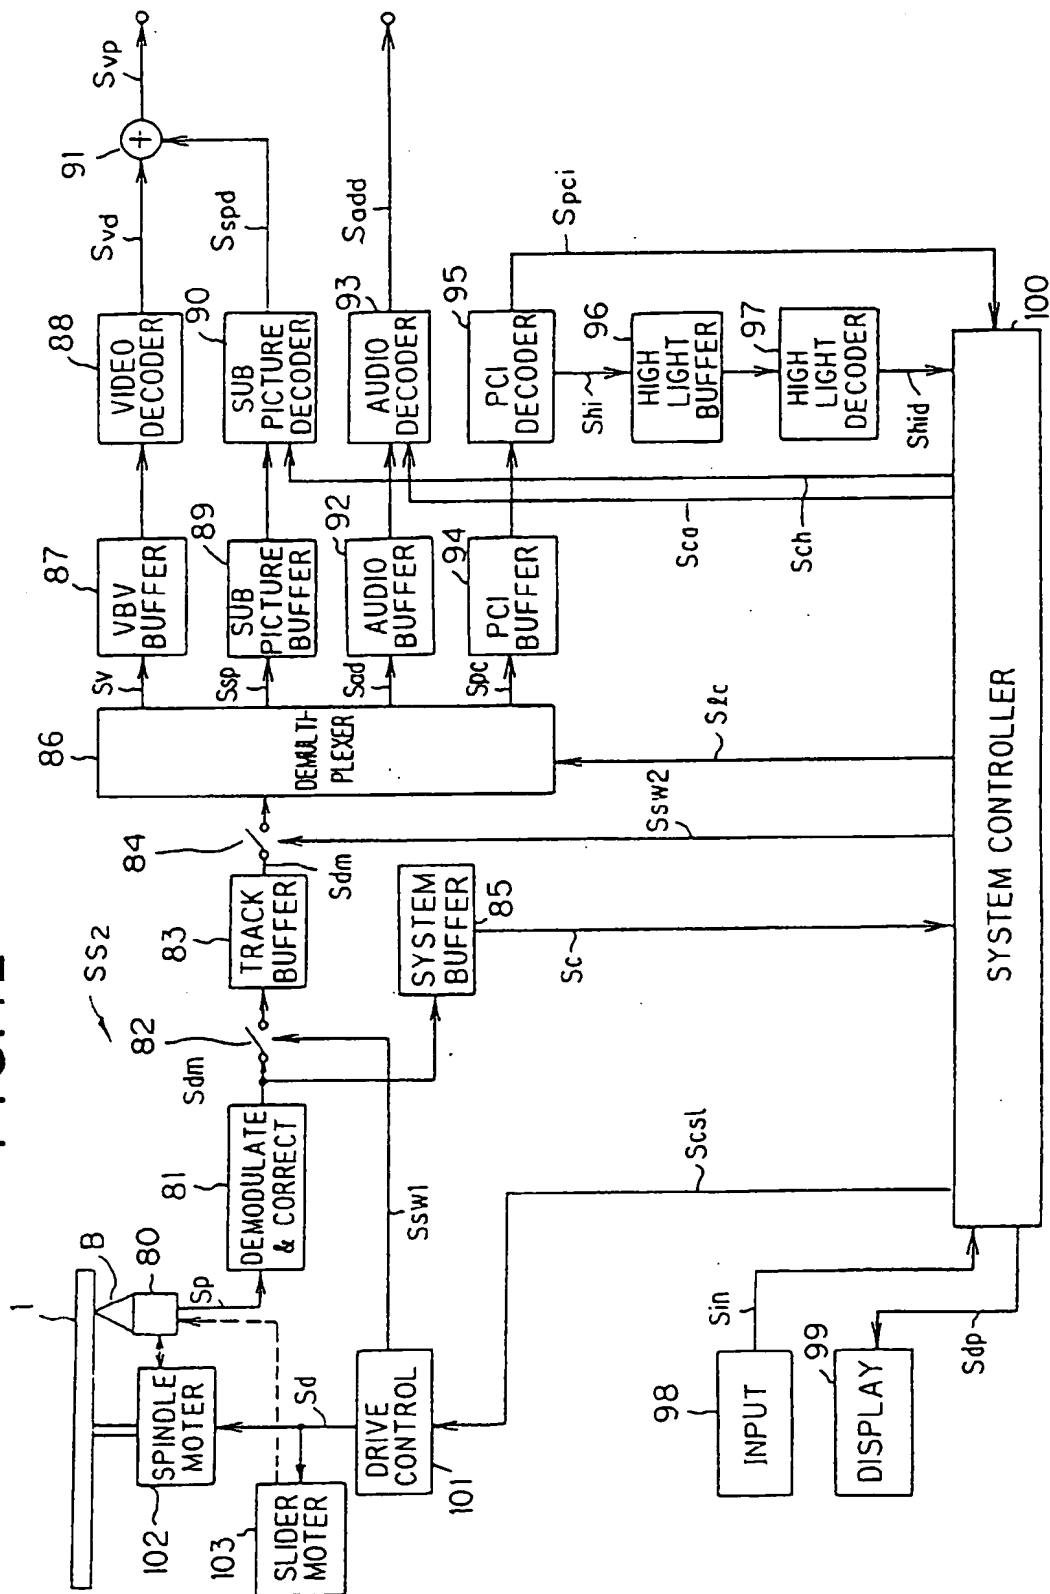 SS2
1
B
80
Sp
SPINDLE
MOTER
102
SLIDER
MOTER
103
Sd
DRIVE
CONTROL
101
81
DEMODULATE
& CORRECT
Sdm
82
Ssw1
TRACK
BUFFER
83
Sdm
84
SYSTEM
BUFFER
85
Sc
Ssw2
Slc
86
DEMULTI-
PLEXER
Sv
Ssp
Sad
Spc
VBV
BUFFER
87
SUB
PICTURE
BUFFER
89
AUDIO
BUFFER
92
PCI
BUFFER
94
VIDEO
DECODER
88
SUB
PICTURE
DECODER
90
AUDIO
DECODER
93
PCI
DECODER
95
Svd
Sspd
91
Svp
Sadd
Spci
Shi
HIGH
LIGHT
BUFFER
96
HIGH
LIGHT
DECODER
97
Shid
Sca
Sch
Scsl
INPUT
98
Sin
DISPLAY
99
Sdp
SYSTEM CONTROLLER
100